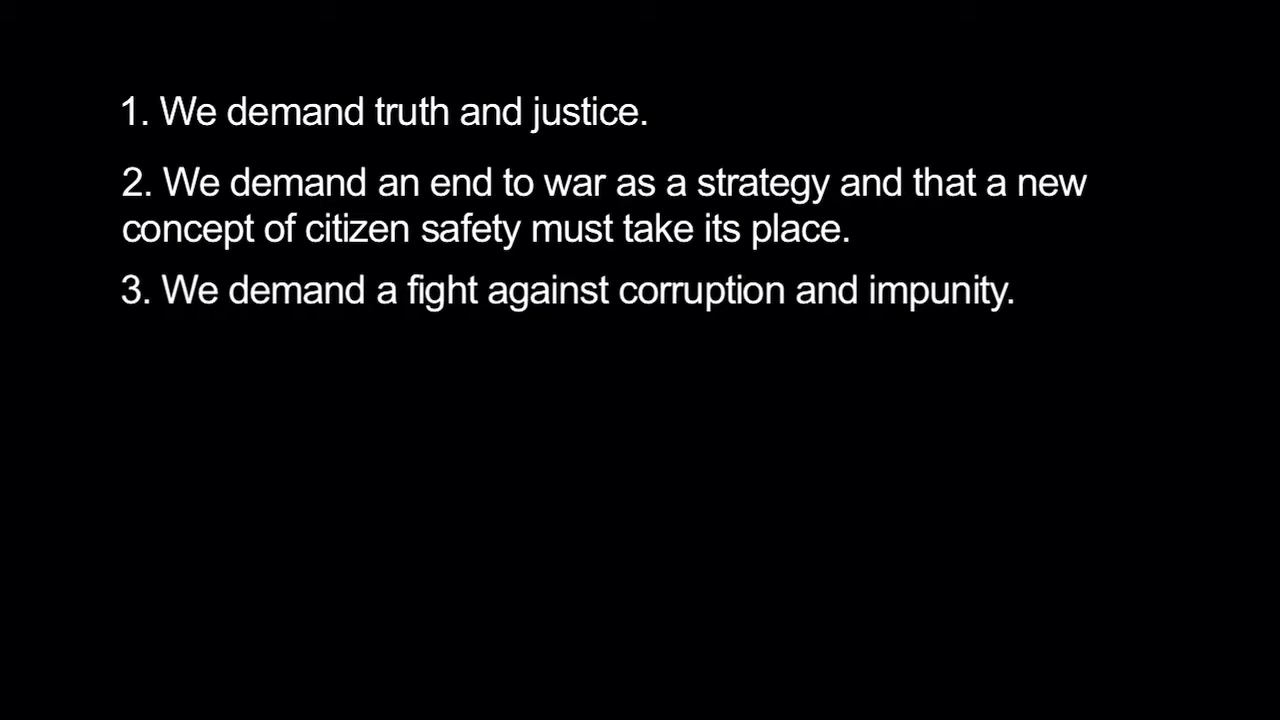 1. We demand truth and justice.
2. We demand an end to war as a strategy and that a new
concept of citizen safety must take its place.
3. We demand a fight against corruption and impunity.